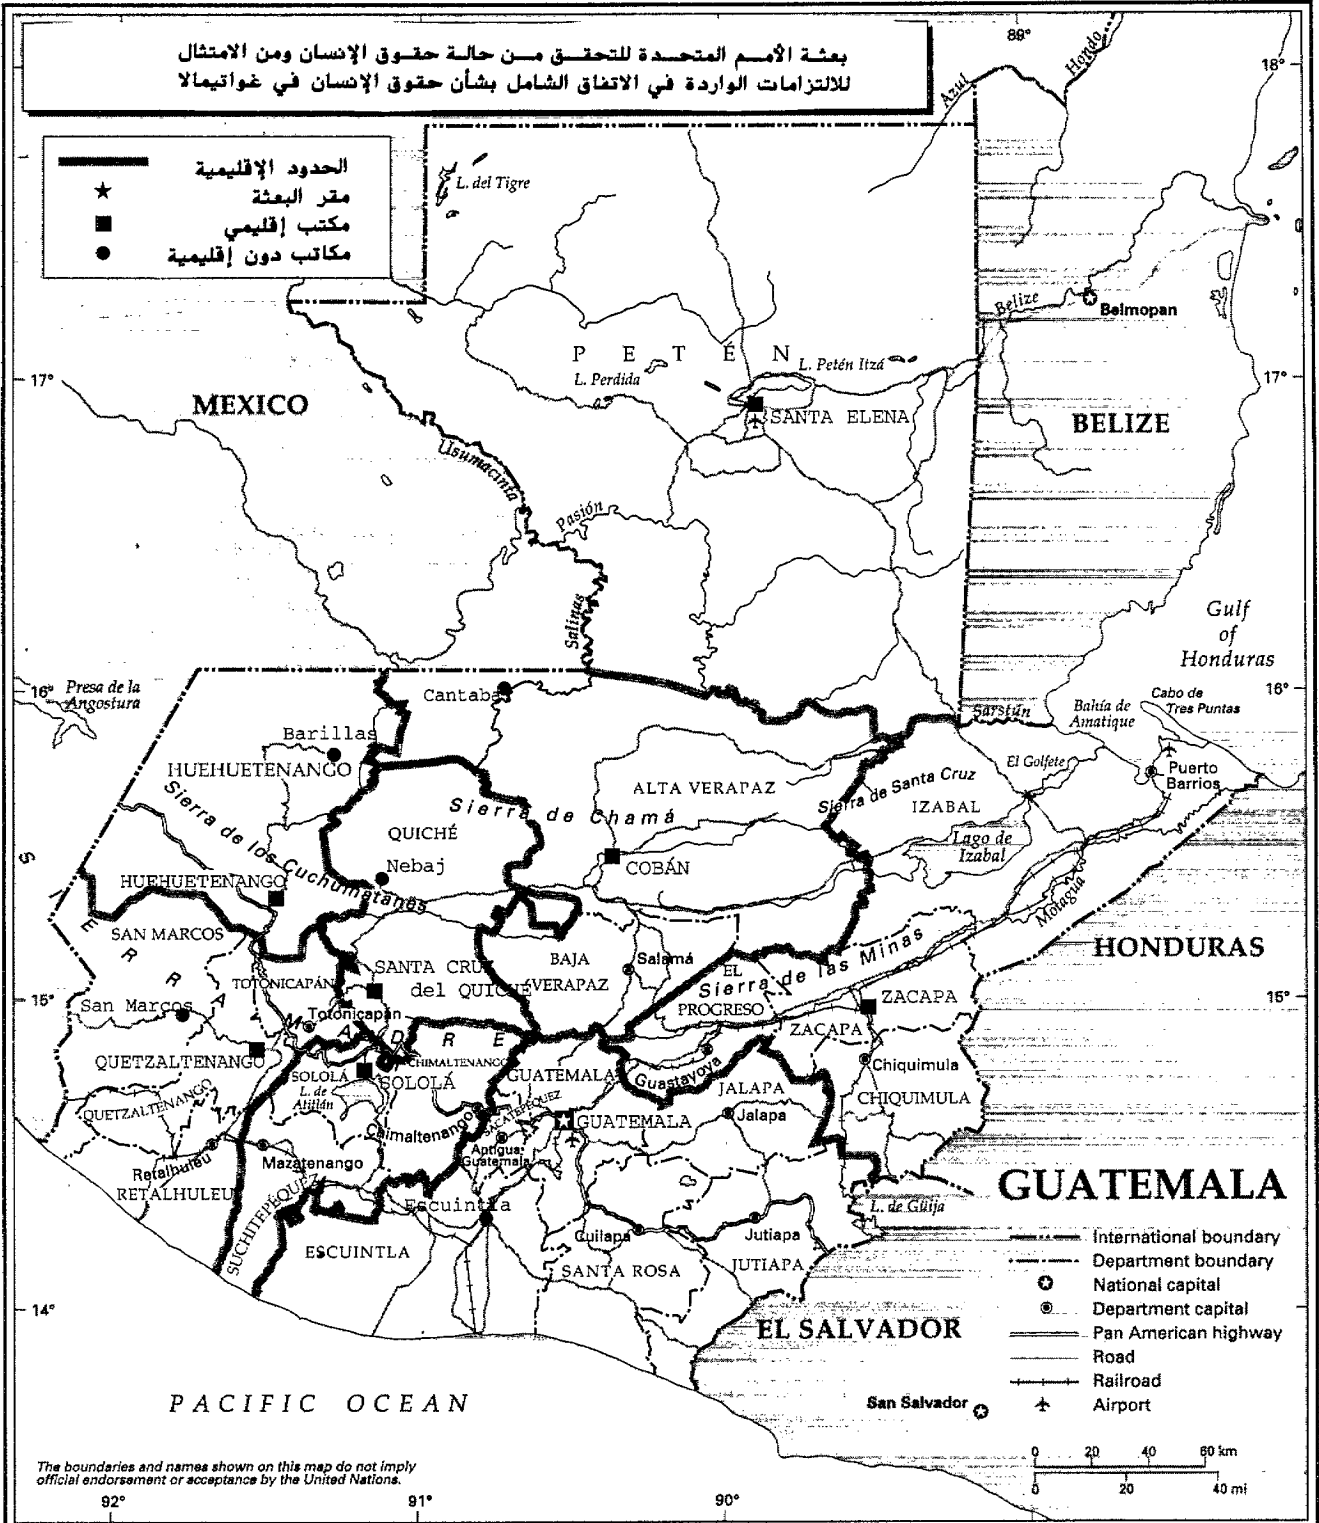 بعثة الأمم المتحدة للتحقق من حالة حقوق الإنسان ومن الامتثال
للالتزامات الواردة في الاتفاق الشامل بشأن حقوق الإنسان في غواتيمالا
الحدود الإقليمية
مقر البعثة
مكتب إقليمي
مكاتب دون إقليمية
89°
18°
Azul
Hondo
L. del Tigre
Belize
Belmopan
PETÉN
L. Perdida
L. Petén Itzá
17°
17°
MEXICO
SANTA ELENA
BELIZE
Usumacinta
Pasión
Salinas
Gulf
of
Honduras
16°
16°
Presa de la
Angostura
Cantabal
Sarstún
Bahía de
Amatique
Cabo de
Tres Puntas
Barillas
HUEHUETENANGO
El Golfete
Puerto
Barrios
ALTA VERAPAZ
Sierra de Santa Cruz
IZABAL
Sierra de Chamá
Sierra de los Cuchumatanes
QUICHÉ
Lago de
Izabal
Nebaj
COBÁN
HUEHUETENANGO
Motagua
SAN MARCOS
SIERRA MADRE
HONDURAS
BAJA
VERAPAZ
Salamá
EL
PROGRESO
Sierra de las Minas
SANTA CRUZ
del QUICHÉ
TOTONICAPÁN
Totonicapán
15°
15°
San Marcos
ZACAPA
ZACAPA
QUETZALTENANGO
CHIMALTENANGO
Guastayoya
Chiquimula
SOLOLÁ
SOLOLÁ
L. de
Atitlán
GUATEMALA
JALAPA
CHIQUIMULA
QUETZALTENANGO
Chimaltenango
SACATEPÉQUEZ
GUATEMALA
Jalapa
Antigua
Guatemala
Retalhuleu
Mazatenango
RETALHULEU
SUCHITEPÉQUEZ
Escuintla
ESCUINTLA
L. de Güija
Cuilapa
Jutiapa
SANTA ROSA
JUTIAPA
GUATEMALA
International boundary
Department boundary
National capital
Department capital
Pan American highway
Road
Railroad
Airport
14°
EL SALVADOR
San Salvador
PACIFIC OCEAN
The boundaries and names shown on this map do not imply
official endorsement or acceptance by the United Nations.
0 20 40 60 km
0 20 40 mi
92°
91°
90°